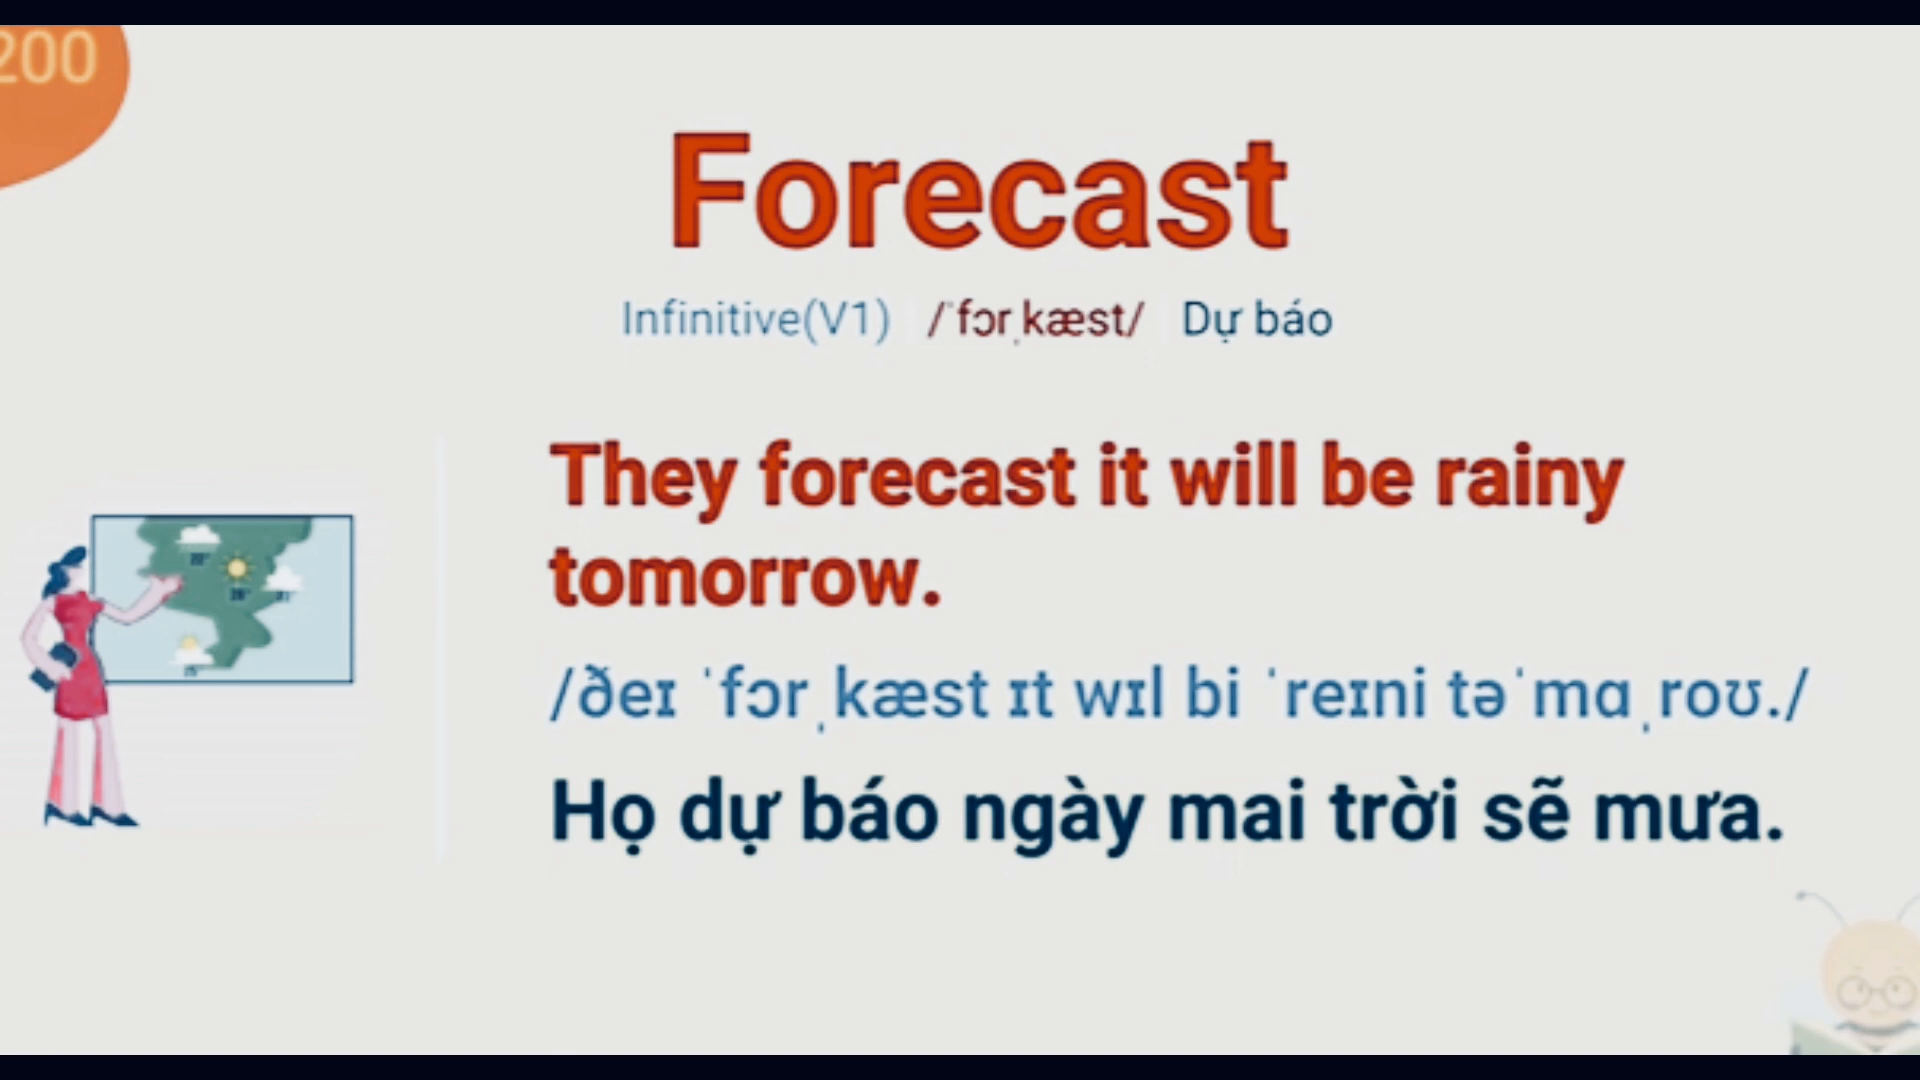 200
Forecast
Infinitive(V1) /ˈfɔrˌkæst/ Dự báo
They forecast it will be rainy
tomorrow.
/ðeɪ ˈfɔrˌkæst ɪt wɪl bi ˈreɪni təˈmɑˌroʊ./
Họ dự báo ngày mai trời sẽ mưa.